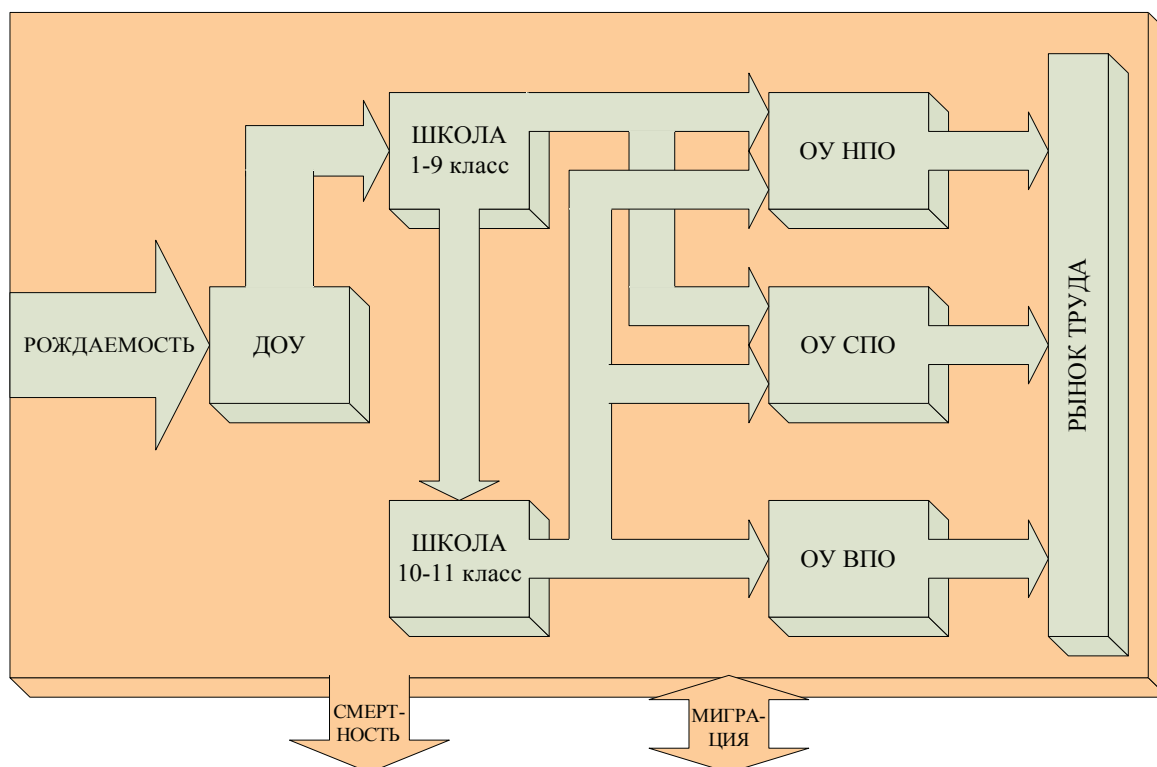 ШКОЛА
1-9 класс
ОУ НПО
РОЖДАЕМОСТЬ
ДОУ
ОУ СПО
РЫНОК ТРУДА
ШКОЛА
10-11 класс
ОУ ВПО
СМЕРТ-
НОСТЬ
МИГРА-
ЦИЯ